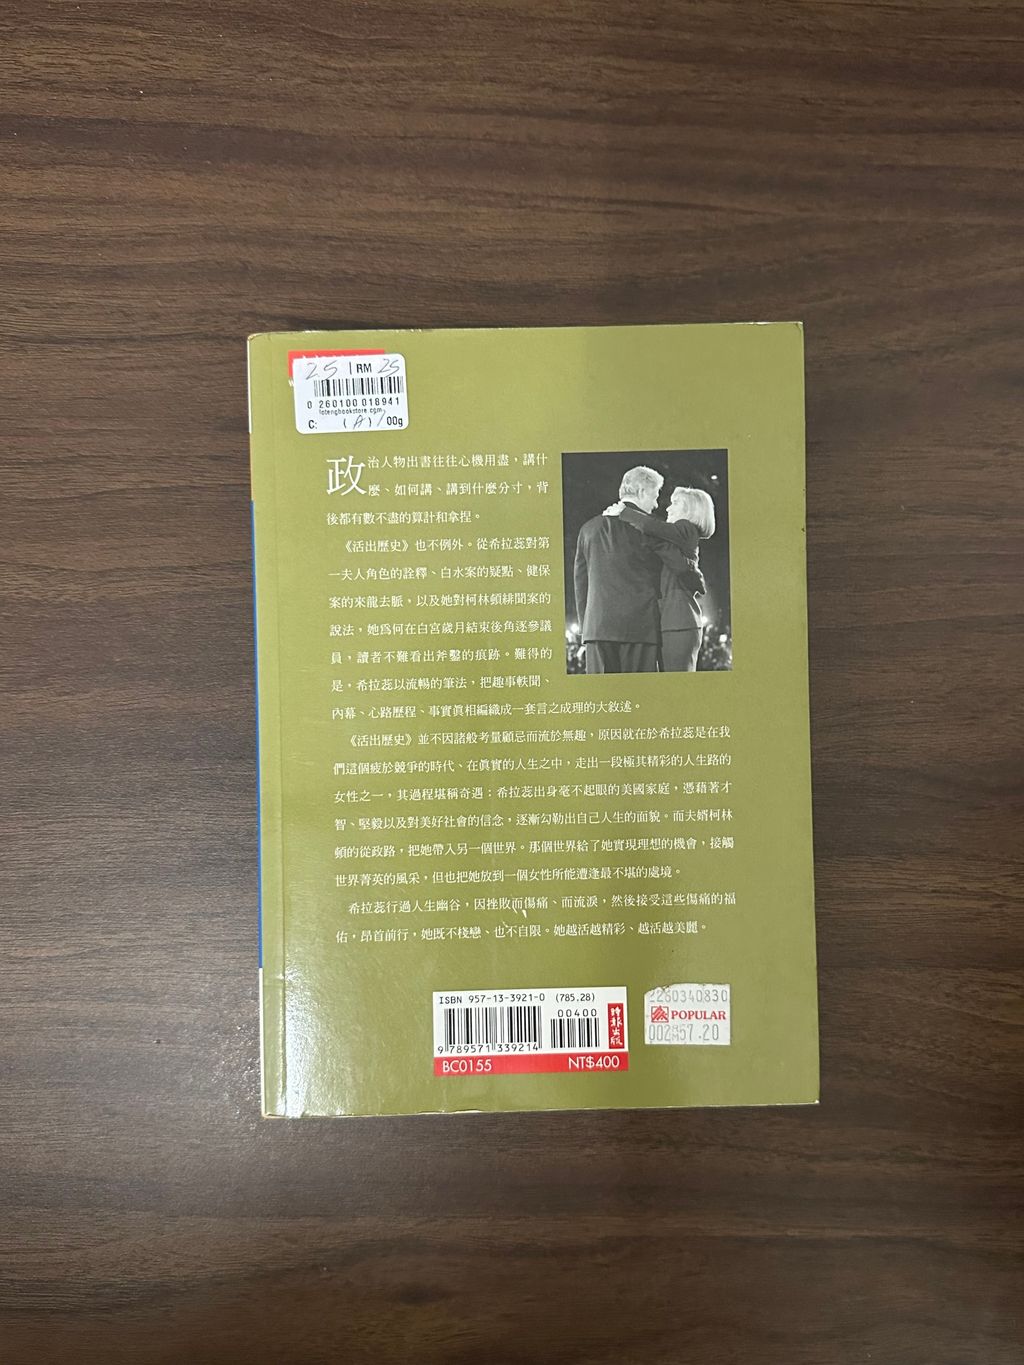 25 | RM 25
0 260100 018941
totengbookstore.com
C: (A) 00g
政治人物出書往往心機用盡，講什
麼、如何講、講到什麼分寸，背
後都有數不盡的算計和拿捏。
《活出歷史》也不例外。從希拉蕊對第
一夫人角色的詮釋、白水案的疑點、健保
案的來龍去脈，以及她對柯林頓緋聞案的
說法，她為何在白宮歲月結束後角逐參議
員，讀者不難看出斧鑿的痕跡。難得的
是，希拉蕊以流暢的筆法，把趣事軼聞、
內幕、心路歷程、事實眞相編織成一套言之成理的大敘述。
《活出歷史》並不因諸般考量顧忌而流於無趣，原因就在於希拉蕊是在我
們這個疲於競爭的時代、在眞實的人生之中，走出一段極其精彩的人生路的
女性之一，其過程堪稱奇遇：希拉蕊出身毫不起眼的美國家庭，憑藉著才
智、堅毅以及對美好社會的信念，逐漸勾勒出自己人生的面貌。而夫婿柯林
頓的從政路，把她帶入另一個世界。那個世界給了她實現理想的機會，接觸
世界菁英的風采，但也把她放到一個女性所能遭逢最不堪的處境。
希拉蕊行過人生幽谷，因挫敗而傷痛、而流淚，然後接受這些傷痛的福
佑，昂首前行，她既不棧戀、也不自限。她越活越精彩、越活越美麗。
ISBN 957-13-3921-0 (785.28)
00400
9 789571 339214
時報出版
BC0155 NT$400
2260340830
POPULAR